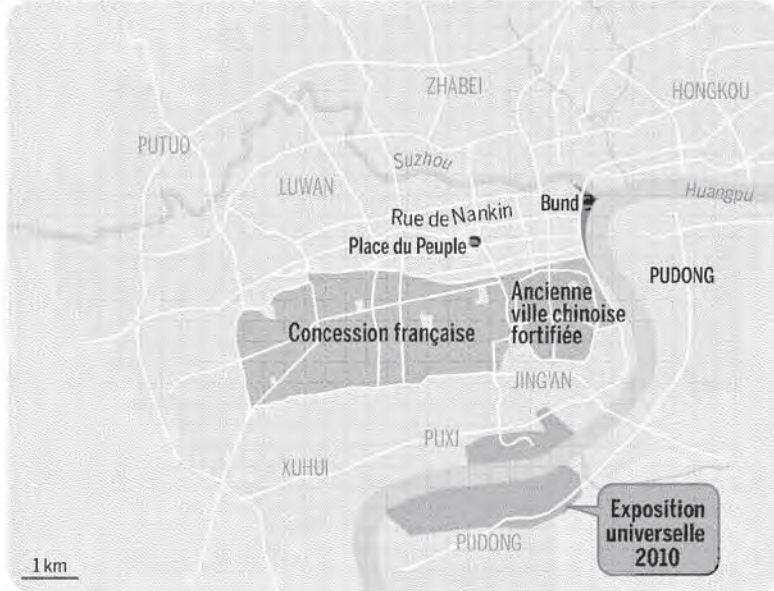 ZHABEI
HONGKOU
PUTUO
Suzhou
LUWAN
Huangpu
Bund
Rue de Nankin
Place du Peuple
PUDONG
Ancienne
ville chinoise
fortifiée
Concession française
JING'AN
PUXI
XUHUI
Exposition
universelle
2010
PUDONG
1 km